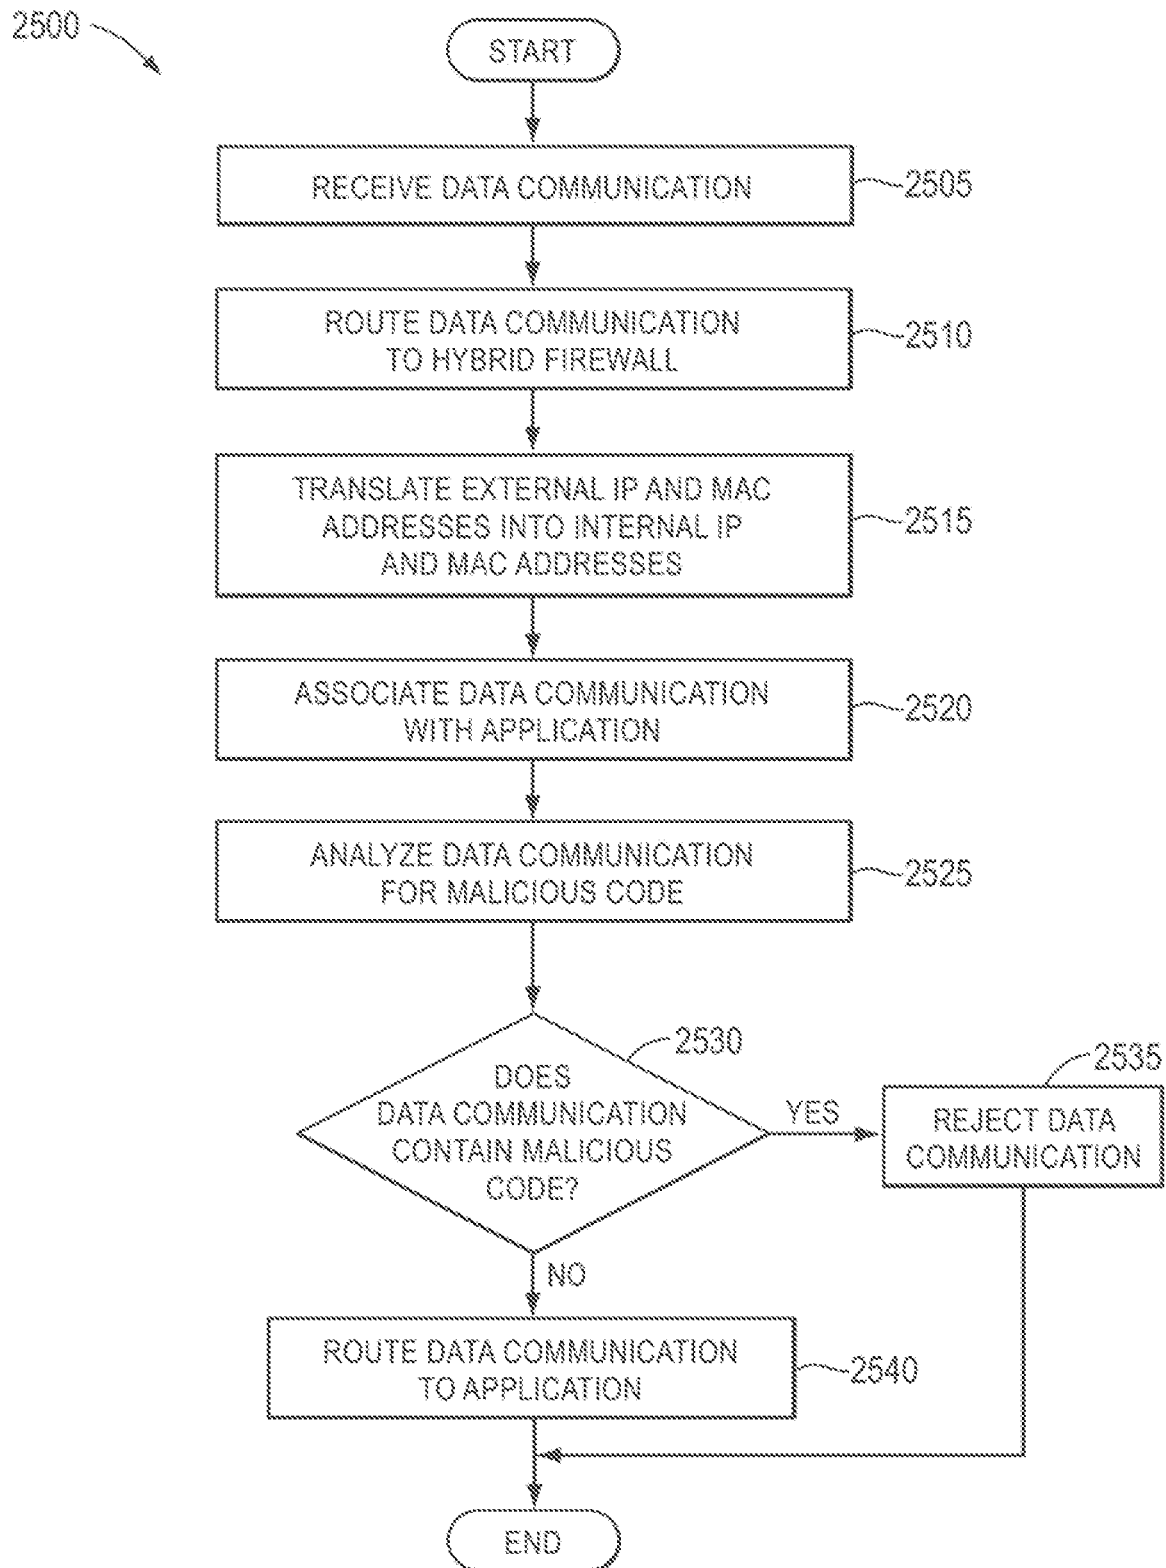 2500
START
RECEIVE DATA COMMUNICATION
2505
ROUTE DATA COMMUNICATION
TO HYBRID FIREWALL
2510
TRANSLATE EXTERNAL IP AND MAC
ADDRESSES INTO INTERNAL IP
AND MAC ADDRESSES
2515
ASSOCIATE DATA COMMUNICATION
WITH APPLICATION
2520
ANALYZE DATA COMMUNICATION
FOR MALICIOUS CODE
2525
2530
DOES
DATA COMMUNICATION
CONTAIN MALICIOUS
CODE?
YES
2535
REJECT DATA
COMMUNICATION
NO
ROUTE DATA COMMUNICATION
TO APPLICATION
2540
END